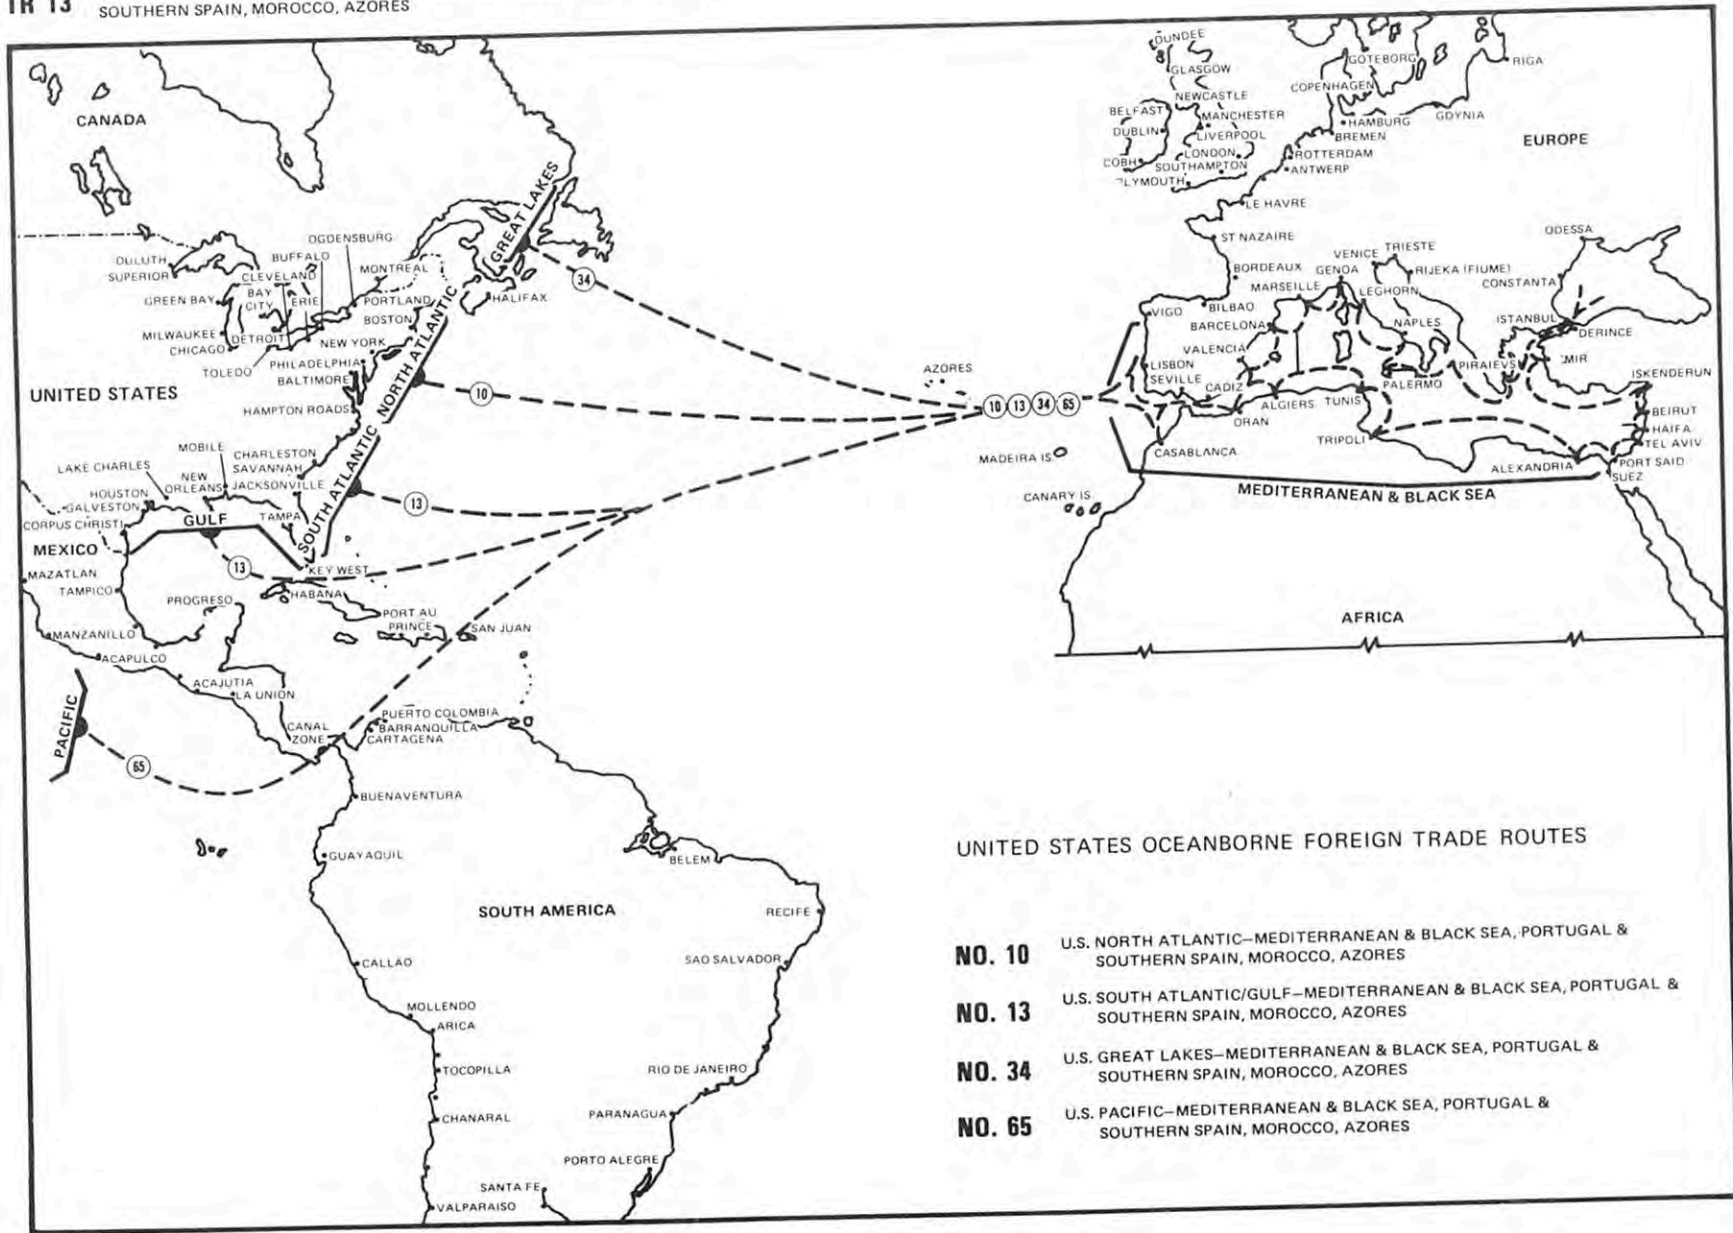 TR 13
SOUTHERN SPAIN, MOROCCO, AZORES
CANADA
UNITED STATES
MEXICO
EUROPE
AFRICA
SOUTH AMERICA
GREAT LAKES
NORTH ATLANTIC
SOUTH ATLANTIC
GULF
PACIFIC
MEDITERRANEAN & BLACK SEA
DULUTH
SUPERIOR
GREEN BAY
MILWAUKEE
CHICAGO
OGDENSBURG
BUFFALO
CLEVELAND
BAY
CITY
ERIE
DETROIT
TOLEDO
MONTREAL
PORTLAND
BOSTON
HALIFAX
NEW YORK
PHILADELPHIA
BALTIMORE
HAMPTON ROADS
MOBILE
LAKE CHARLES
NEW
ORLEANS
CHARLESTON
SAVANNAH
JACKSONVILLE
HOUSTON
GALVESTON
CORPUS CHRISTI
TAMPA
KEY WEST
MAZATLAN
TAMPICO
PROGRESO
HABANA
PORT AU
PRINCE
SAN JUAN
MANZANILLO
ACAPULCO
ACAJUTIA
LA UNION
CANAL
ZONE
PUERTO COLOMBIA
BARRANQUILLA
CARTAGENA
BUENAVENTURA
GUAYAQUIL
CALLAO
MOLLENDO
ARICA
TOCOPILLA
CHANARAL
VALPARAISO
BELEM
RECIFE
SAO SALVADOR
RIO DE JANEIRO
PARANAGUA
PORTO ALEGRE
SANTA FE
34
10
13
13
65
10 13 34 65
AZORES
MADEIRA IS
CANARY IS
DUNDEE
GLASGOW
NEWCASTLE
BELFAST
MANCHESTER
DUBLIN
LIVERPOOL
COBH
LONDON
SOUTHAMPTON
PLYMOUTH
GOTEBORG
COPENHAGEN
RIGA
HAMBURG
GDYNIA
BREMEN
ROTTERDAM
ANTWERP
LE HAVRE
ST NAZAIRE
BORDEAUX
BILBAO
VIGO
LISBON
SEVILLE
CADIZ
VALENCIA
BARCELONA
MARSEILLE
GENOA
VENICE
TRIESTE
RIJEKA (FIUME)
LEGHORN
NAPLES
PALERMO
ODESSA
CONSTANTA
ISTANBUL
DERINCE
PIRAIEVS
ISKENDERUN
BEIRUT
HAIFA
TEL AVIV
PORT SAID
SUEZ
ALEXANDRIA
TRIPOLI
TUNIS
ALGIERS
ORAN
CASABLANCA
UNITED STATES OCEANBORNE FOREIGN TRADE ROUTES
NO. 10
U.S. NORTH ATLANTIC–MEDITERRANEAN & BLACK SEA, PORTUGAL &
SOUTHERN SPAIN, MOROCCO, AZORES
NO. 13
U.S. SOUTH ATLANTIC/GULF–MEDITERRANEAN & BLACK SEA, PORTUGAL &
SOUTHERN SPAIN, MOROCCO, AZORES
NO. 34
U.S. GREAT LAKES–MEDITERRANEAN & BLACK SEA, PORTUGAL &
SOUTHERN SPAIN, MOROCCO, AZORES
NO. 65
U.S. PACIFIC–MEDITERRANEAN & BLACK SEA, PORTUGAL &
SOUTHERN SPAIN, MOROCCO, AZORES